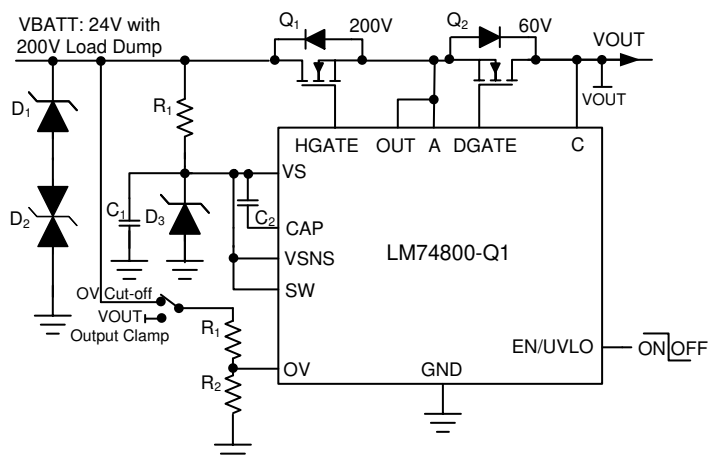 VBATT: 24V with
200V Load Dump
Q1
200V
Q2
60V
VOUT
VOUT
D1
R1
HGATE
OUT
A
DGATE
C
VS
D2
C1
D3
C2
CAP
VSNS
SW
LM74800-Q1
OV Cut-off
VOUT
Output Clamp
R1
EN/UVLO
ON
OFF
R2
OV
GND